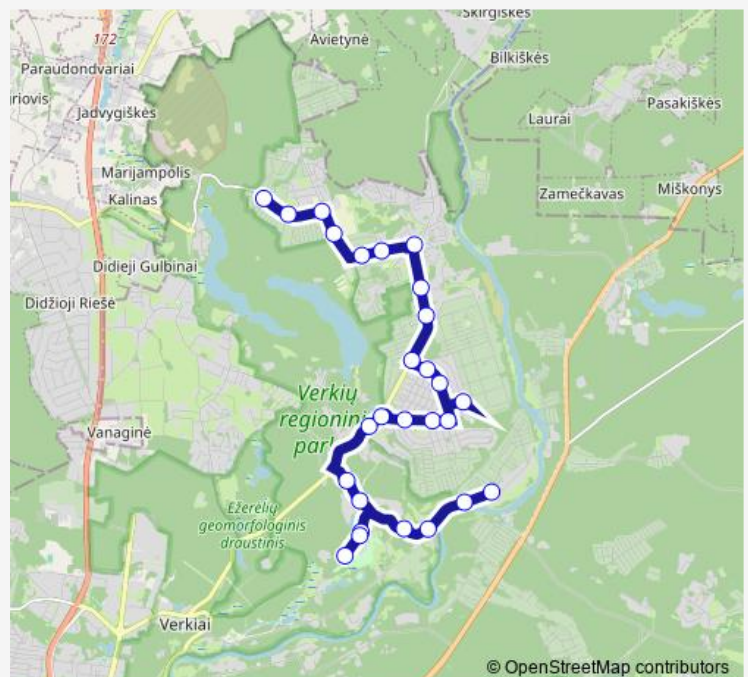 Skirgiškės
172
Avietynė
Bilkiškės
Paraudondvariai
Pasakiškės
Jadvygiškės
Laurai
Marijampolis
Miškonys
Zamečkavas
Kalinas
Didieji Gulbinai
Didžioji Riešė
Verkių
regioninis
Vanaginė
Ežerėlių
geomorfologinis
draustinis
Verkiai
© OpenStreetMap contributors